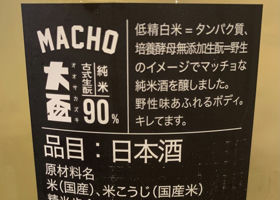 MACHO
大盃
オオサカズキ
古式生酛
純米
90%
低精白米=タンパク質、
培養酵母無添加生酛=野生
のイメージでマッチョな
純米酒を醸しました。
野性味あふれるボディ。
キレてます。
品目:日本酒
原材料名
米(国産)、米こうじ(国産米)